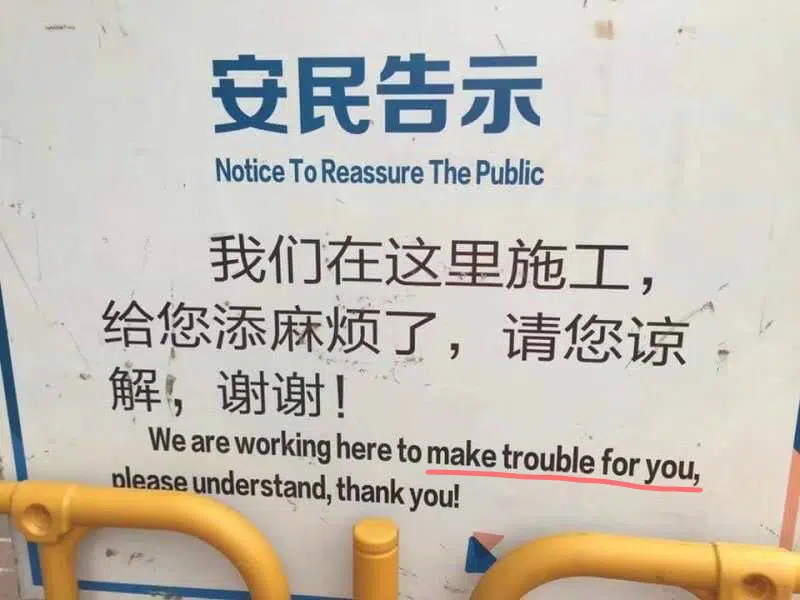 安民告示
Notice To Reassure The Public
我们在这里施工，
给您添麻烦了，请您谅
解，谢谢！
We are working here to make trouble for you,
please understand, thank you!